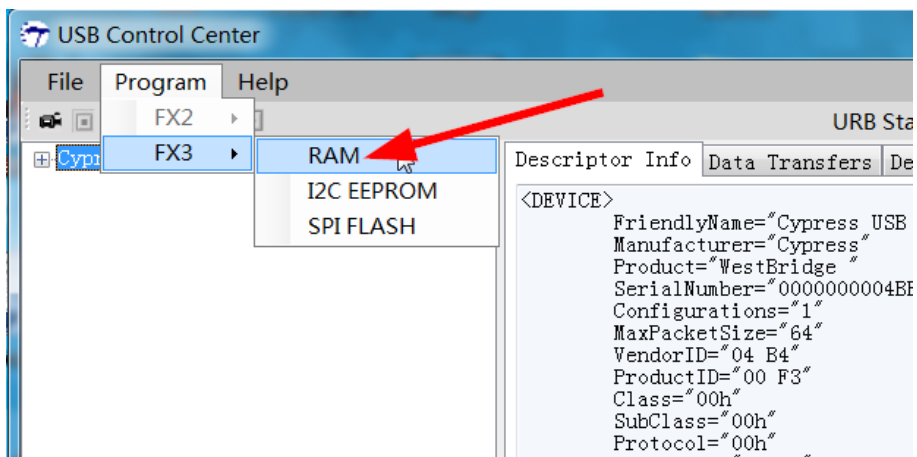 USB Control Center
File Program Help
FX2
URB Sta
FX3
RAM
I2C EEPROM
SPI FLASH
Cypr
Descriptor Info Data Transfers De
<DEVICE>
FriendlyName="Cypress USB
Manufacturer="Cypress"
Product="WestBridge "
SerialNumber="0000000004BE
Configurations="1"
MaxPacketSize="64"
VendorID="04 B4"
ProductID="00 F3"
Class="00h"
SubClass="00h"
Protocol="00h"